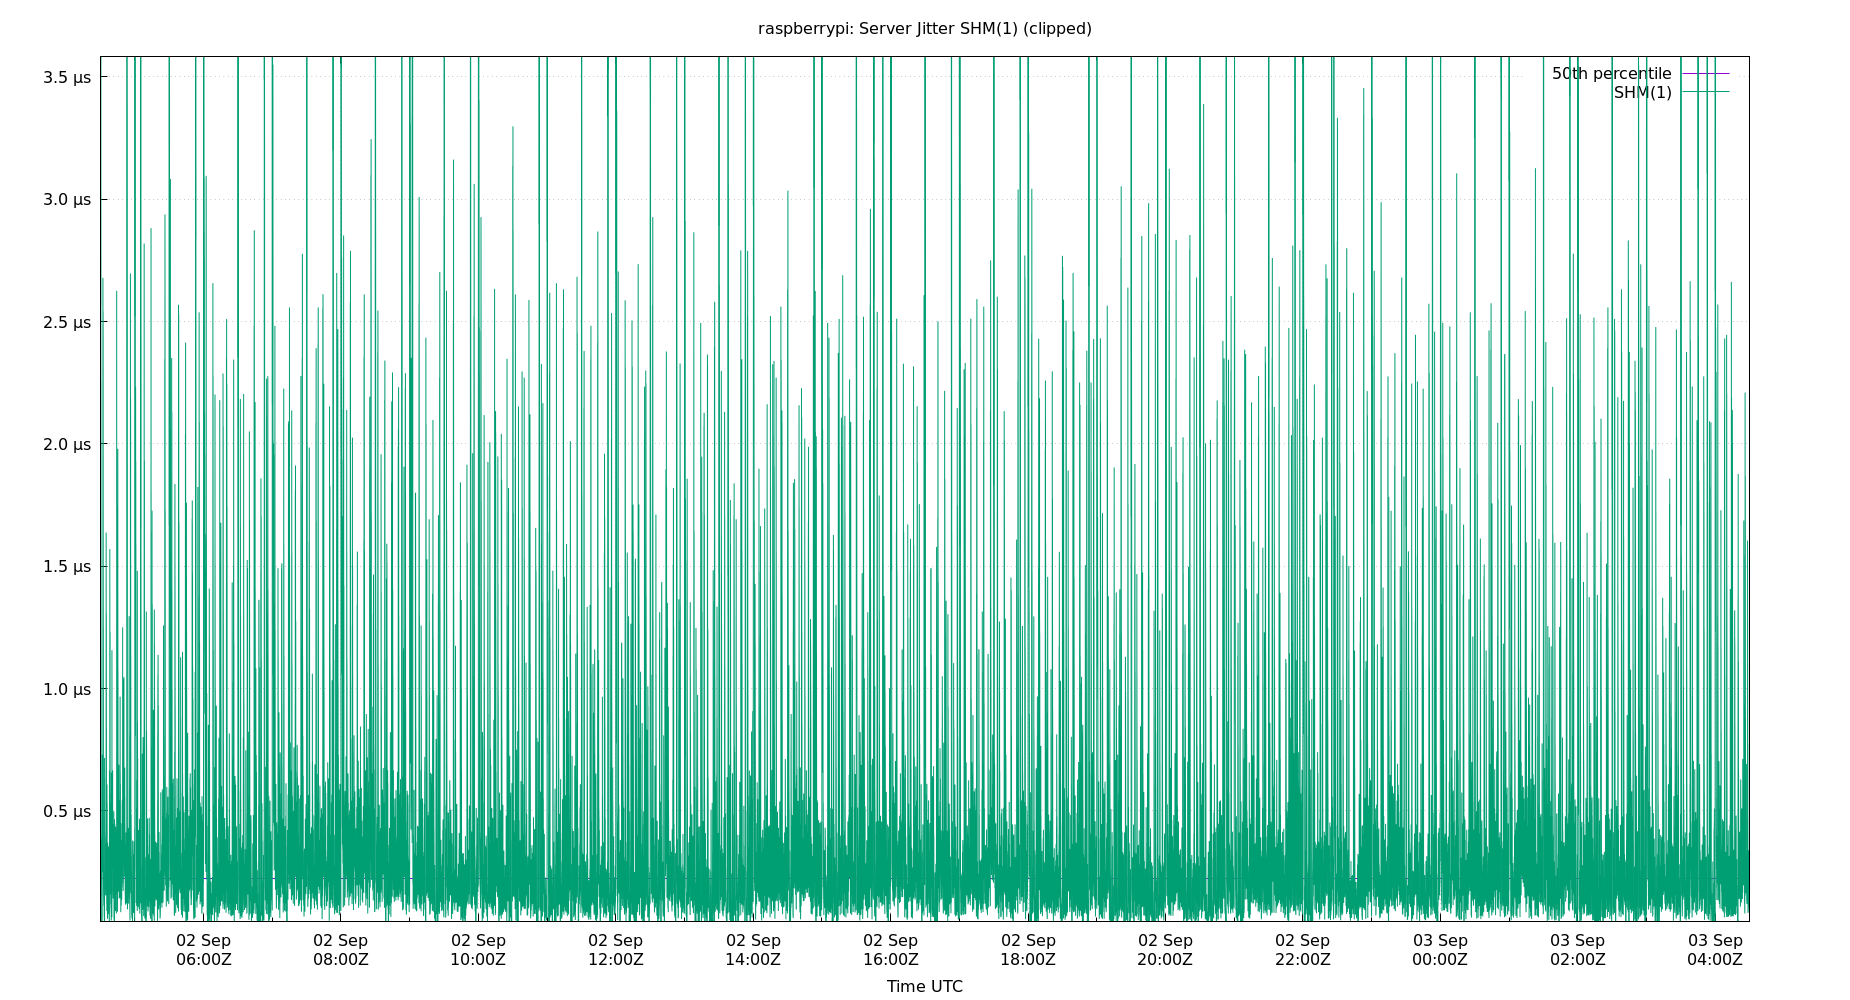 raspberrypi: Server Jitter SHM(1) (clipped)
3.5 µs
3.0 µs
2.5 µs
2.0 µs
1.5 µs
1.0 µs
0.5 µs
50th percentile
SHM(1)
02 Sep 02 Sep 02 Sep 02 Sep 02 Sep 02 Sep 02 Sep 02 Sep 02 Sep 03 Sep 03 Sep 03 Sep
06:00Z 08:00Z 10:00Z 12:00Z 14:00Z 16:00Z 18:00Z 20:00Z 22:00Z 00:00Z 02:00Z 04:00Z
Time UTC